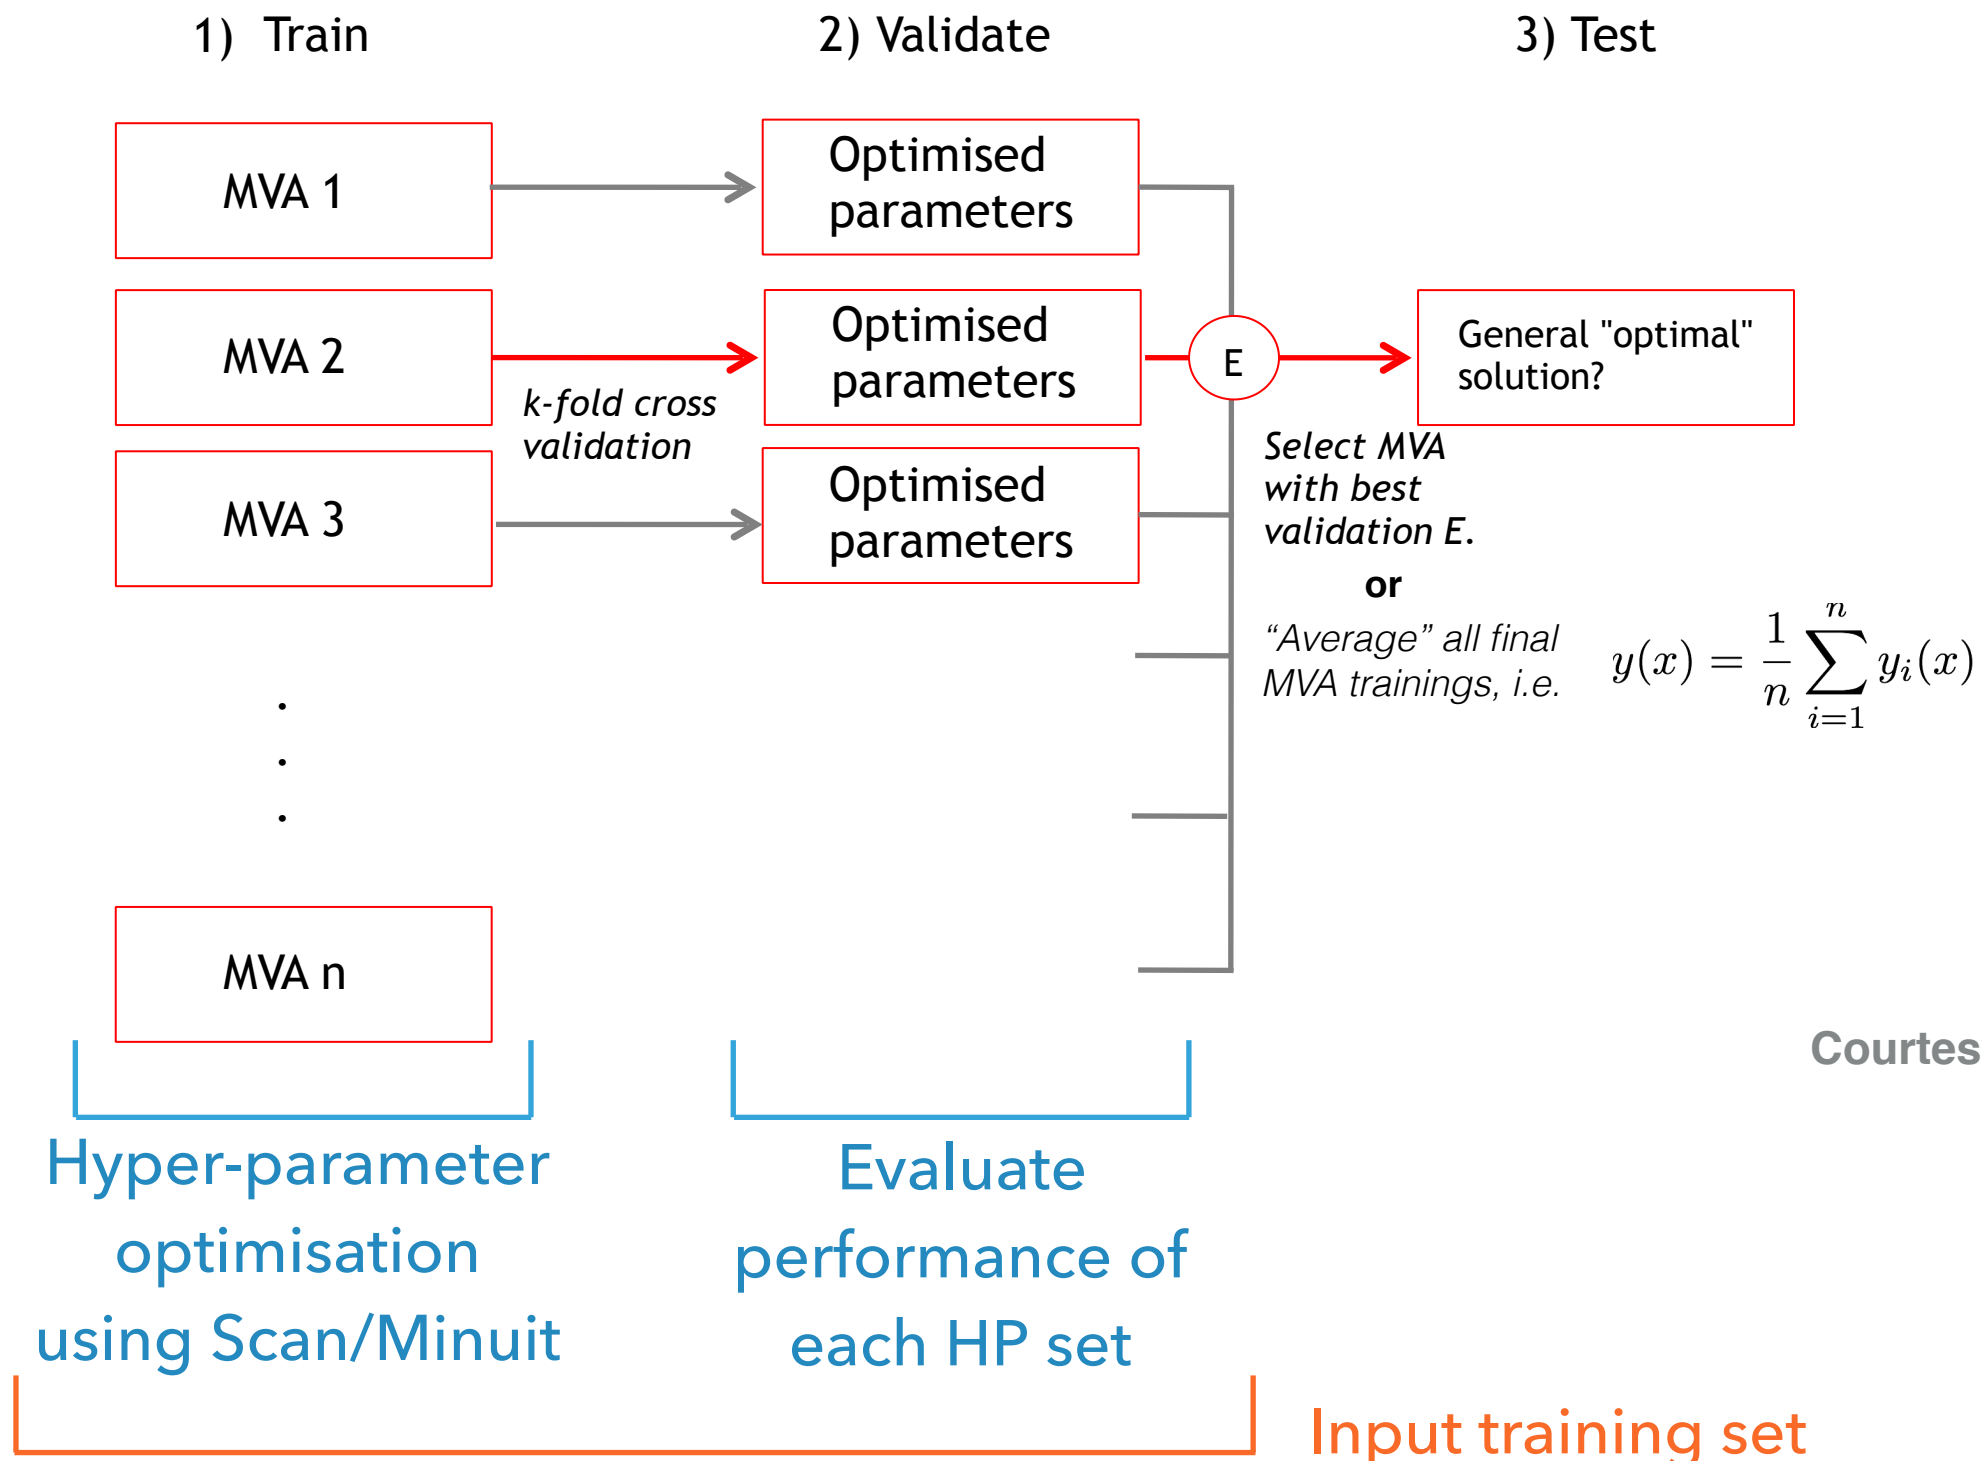 1) Train
2) Validate
3) Test
MVA 1
Optimised
parameters
MVA 2
k-fold cross
validation
Optimised
parameters
E
General "optimal"
solution?
MVA 3
Optimised
parameters
Select MVA
with best
validation E.
or
“Average” all final
MVA trainings, i.e.
y(x) = \frac{1}{n} \sum_{i=1}^{n} y_i(x)
.
.
.
MVA n
Courtes
Hyper-parameter
optimisation
using Scan/Minuit
Evaluate
performance of
each HP set
Input training set